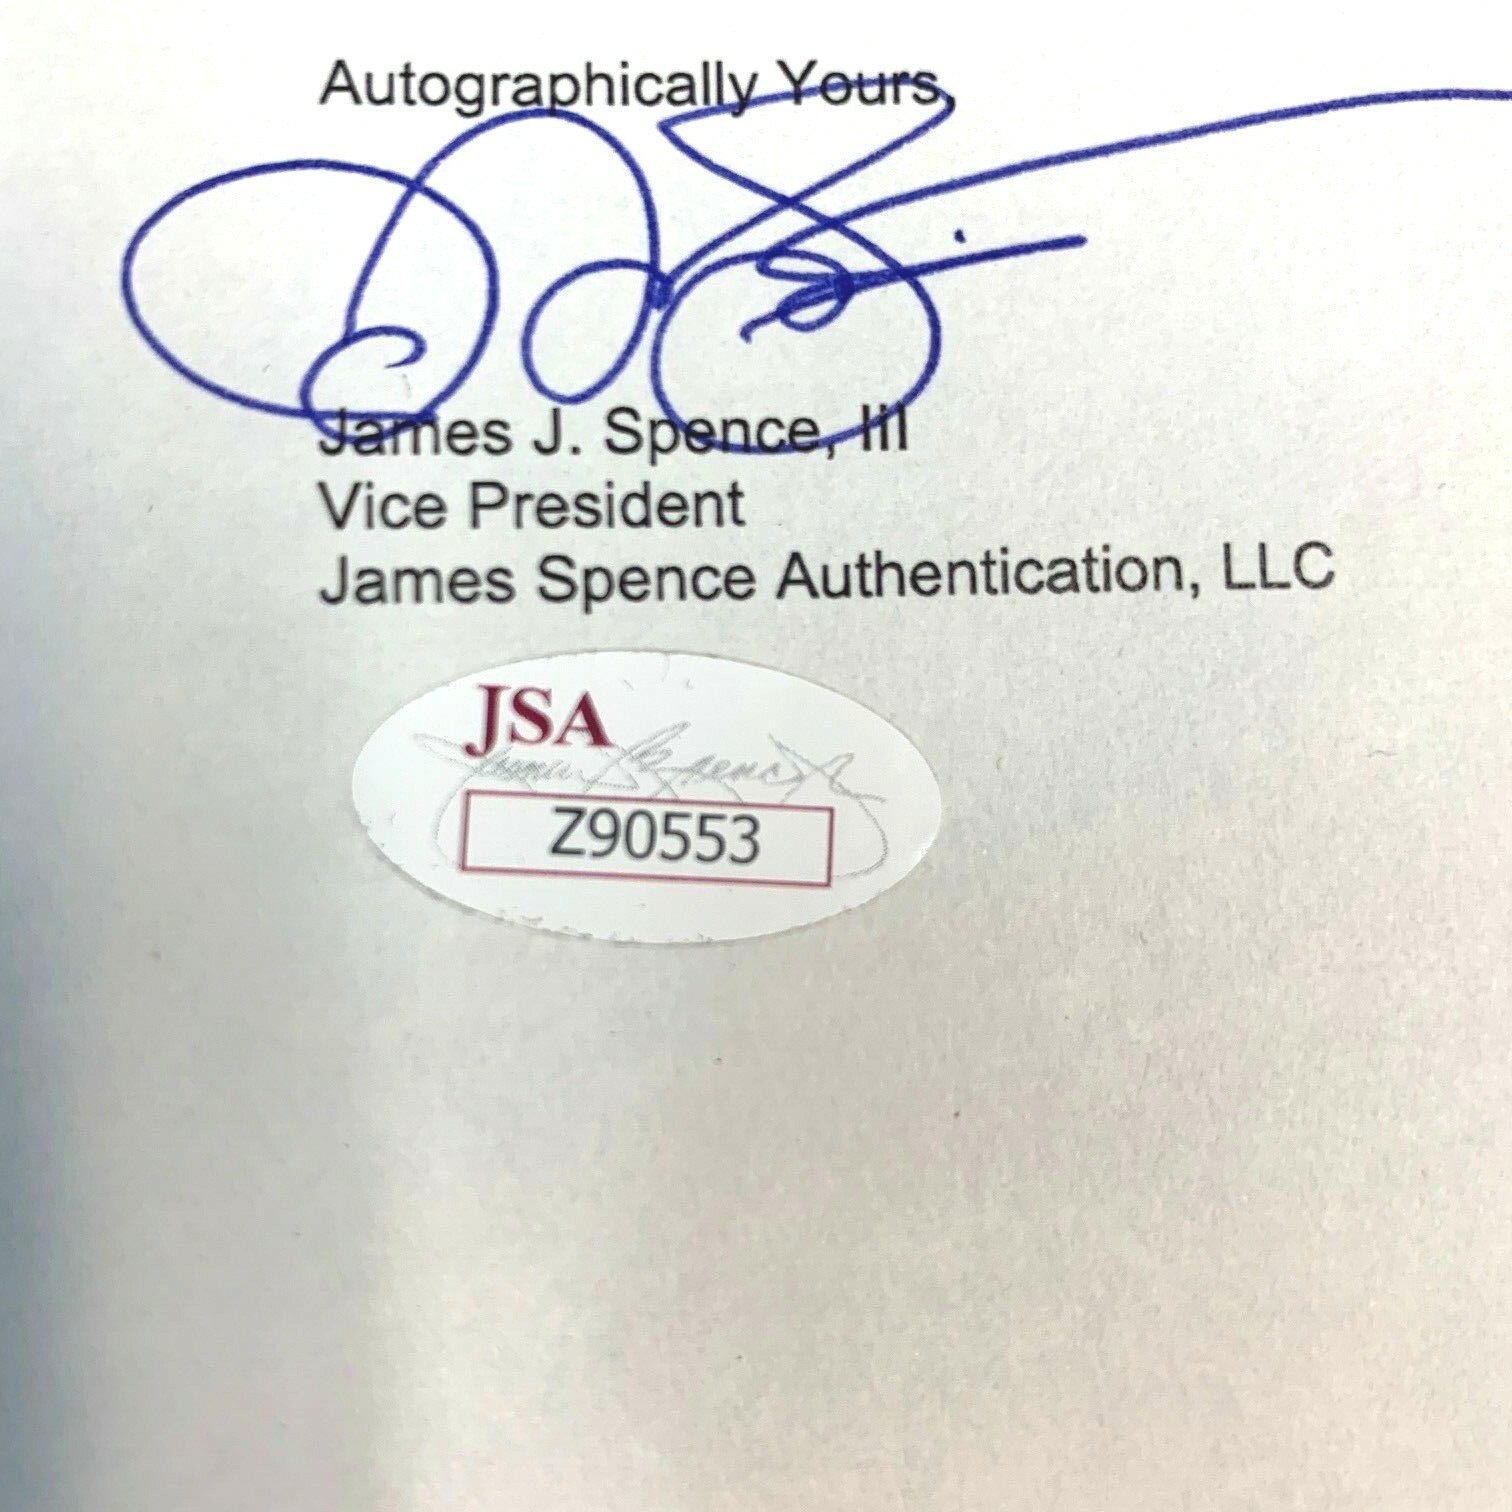 Autographically Yours,
James J. Spence, III
Vice President
James Spence Authentication, LLC
JSA
Z90553